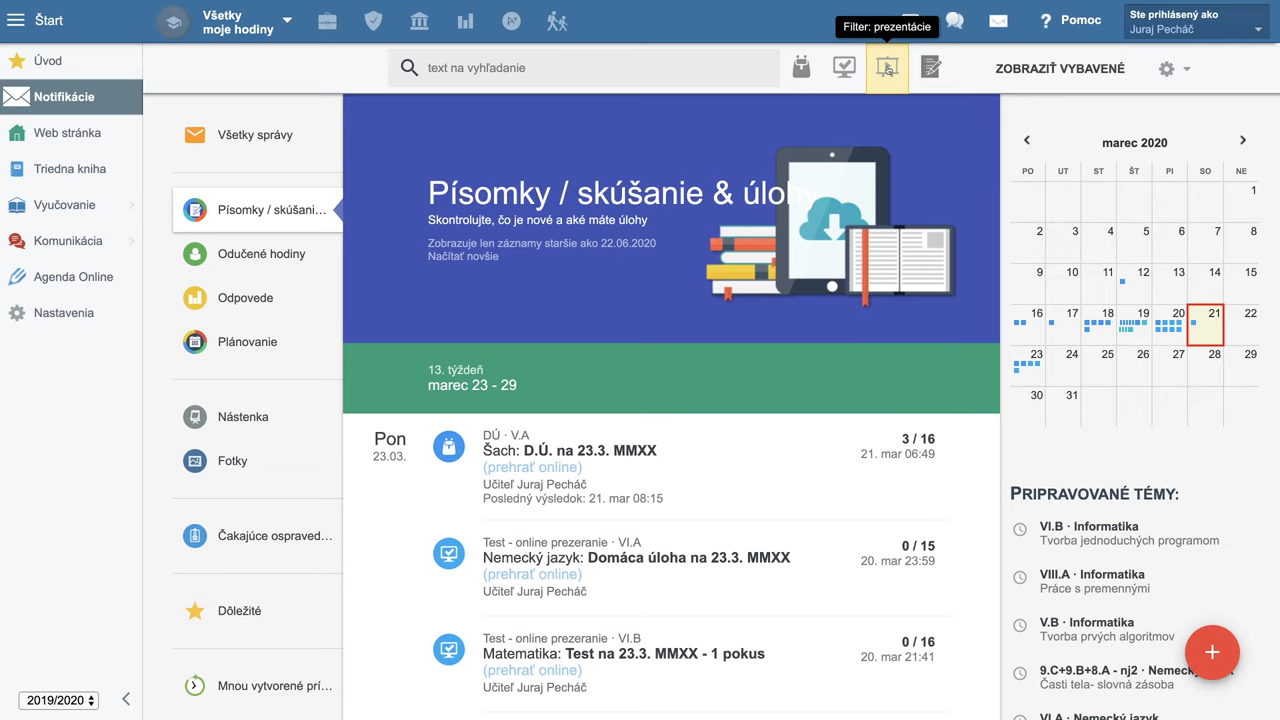 Štart
Všetky
moje hodiny
Filter: prezentácie
Pomoc
Ste prihlásený ako
Juraj Pecháč
Úvod
Notifikácie
Web stránka
Triedna kniha
Vyučovanie
Komunikácia
Agenda Online
Nastavenia
2019/2020
text na vyhľadanie
ZOBRAZIŤ VYBAVENÉ
Všetky správy
Písomky / skúšani...
Odučené hodiny
Odpovede
Plánovanie
Nástenka
Fotky
Čakajúce ospraved...
Dôležité
Mnou vytvorené prí...
Písomky / skúšanie & úlohy
Skontrolujte, čo je nové a aké máte úlohy
Zobrazuje len záznamy staršie ako 22.06.2020
Načítať novšie
13. týždeň
marec 23 - 29
Pon
23.03.
DÚ · V.A
Šach: D.Ú. na 23.3. MMXX
(prehrať online)
Učiteľ Juraj Pecháč
Posledný výsledok: 21. mar 08:15
3 / 16
21. mar 06:49
Test - online prezeranie · VI.A
Nemecký jazyk: Domáca úloha na 23.3. MMXX
(prehrať online)
Učiteľ Juraj Pecháč
0 / 15
20. mar 23:59
Test - online prezeranie · VI.B
Matematika: Test na 23.3. MMXX - 1 pokus
(prehrať online)
Učiteľ Juraj Pecháč
0 / 16
20. mar 21:41
marec 2020
PO UT ST ŠT PI SO NE
1
2 3 4 5 6 7 8
9 10 11 12 13 14 15
16 17 18 19 20 21 22
23 24 25 26 27 28 29
30 31
PRIPRAVOVANÉ TÉMY:
VI.B · Informatika
Tvorba jednoduchých programom
VIII.A · Informatika
Práce s premennými
V.B · Informatika
Tvorba prvých algoritmov
9.C+9.B+8.A - nj2 · Nemecký
Časti tela- slovná zásoba
VI.A · Nemecký jazyk